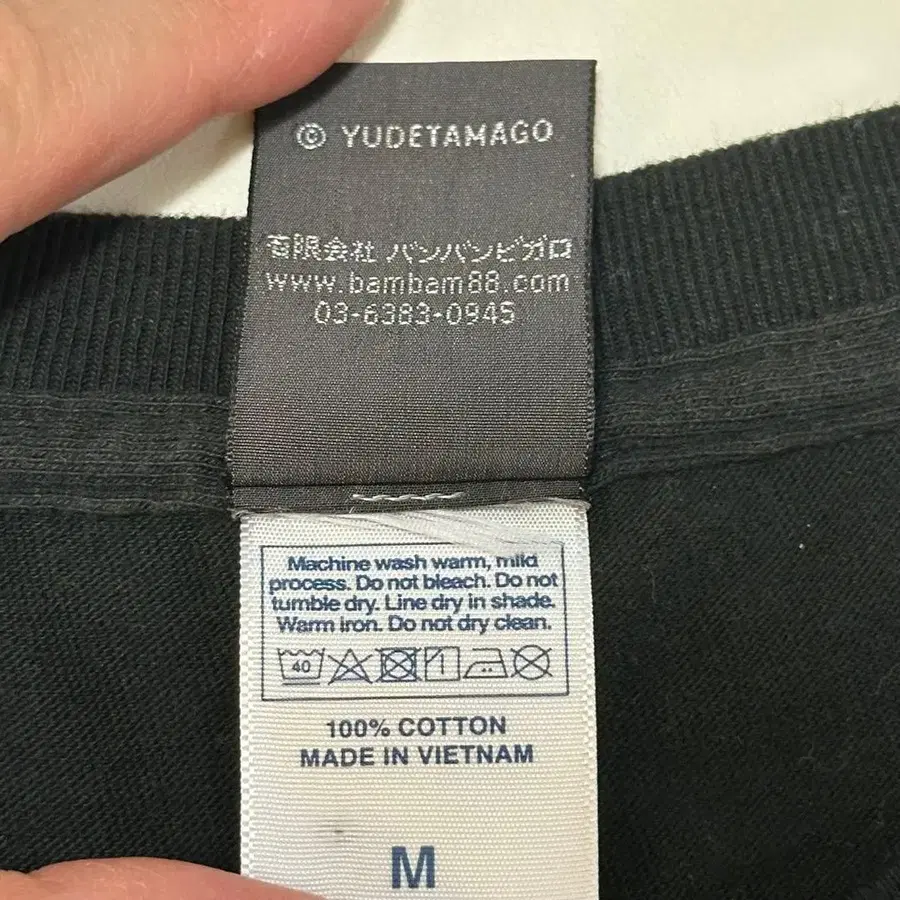 © YUDETAMAGO
有限会社 バンバンビガロ
www.bambam88.com
03-6383-0945
Machine wash warm, mild
process. Do not bleach. Do not
tumble dry. Line dry in shade.
Warm iron. Do not dry clean.
40
100% COTTON
MADE IN VIETNAM
M